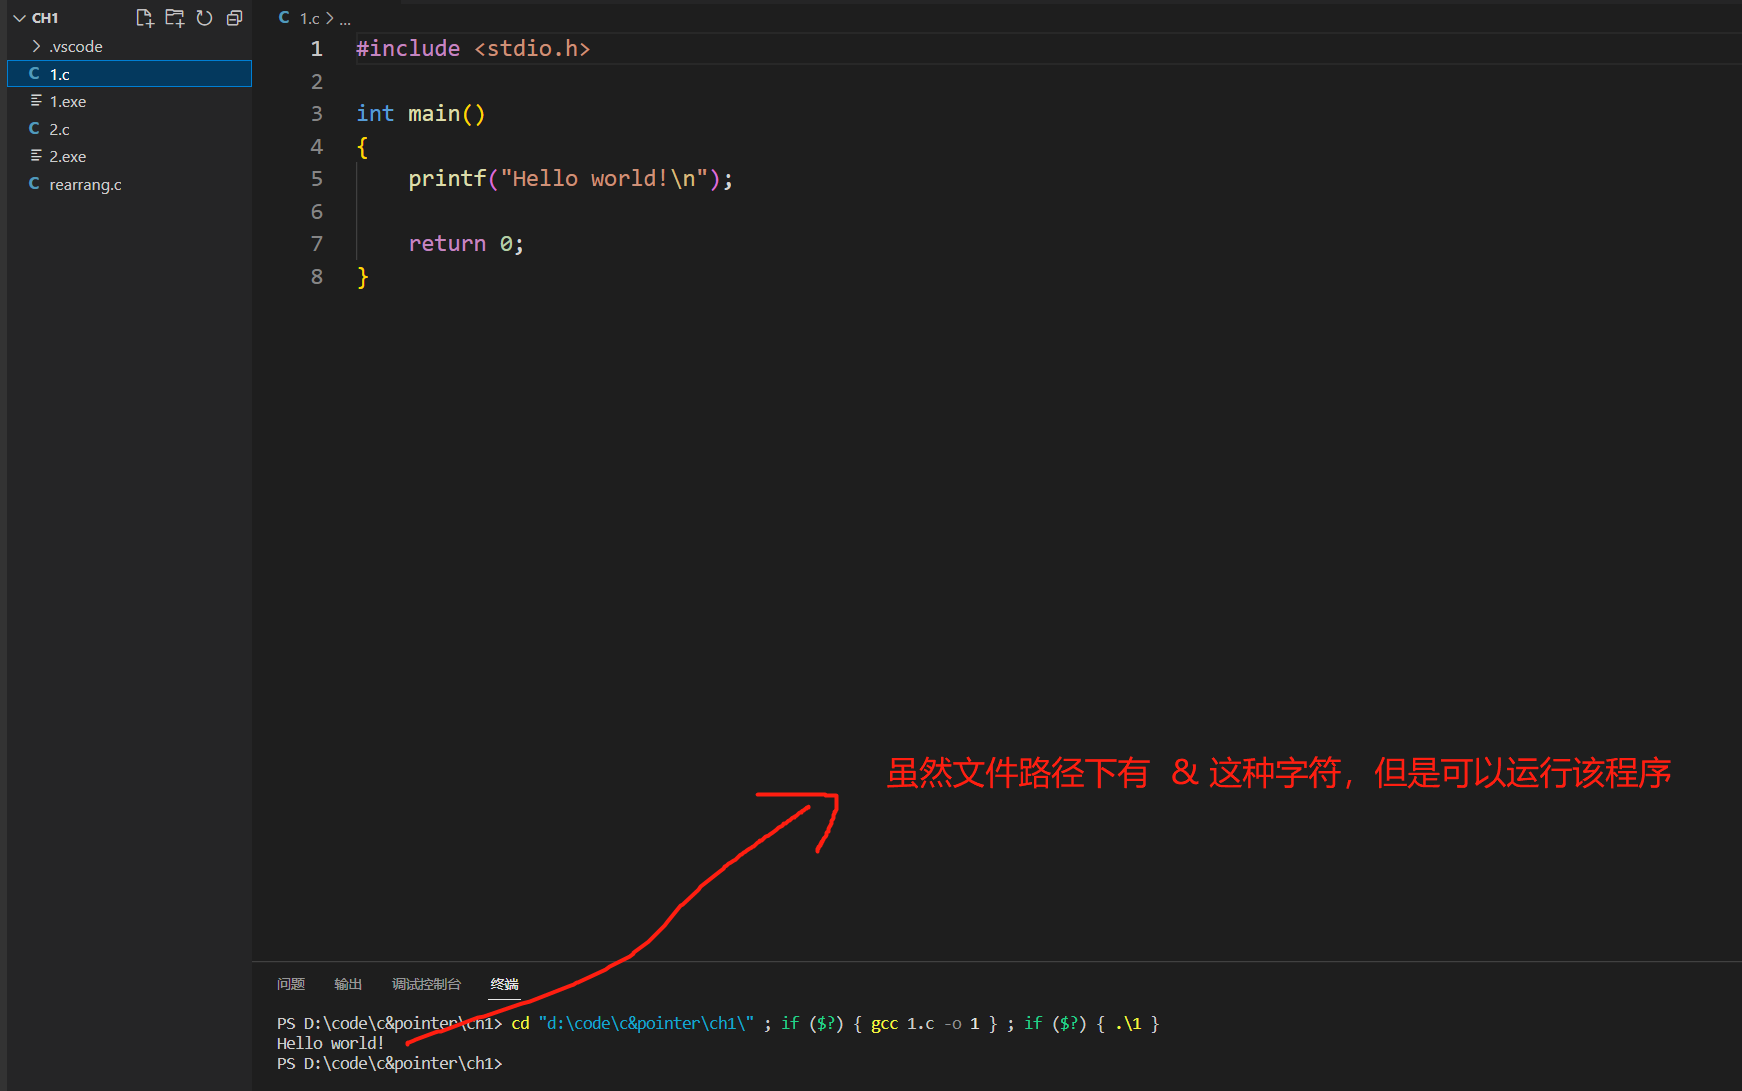 CH1
.vscode
C 1.c
1.exe
C 2.c
2.exe
C rearrang.c
C 1.c > ...
1 #include <stdio.h>
2
3 int main()
4 {
5 printf("Hello world!\n");
6
7 return 0;
8 }
虽然文件路径下有 & 这种字符，但是可以运行该程序
问题 输出 调试控制台 终端
PS D:\code\c&pointer\ch1> cd "d:\code\c&pointer\ch1\" ; if ($?) { gcc 1.c -o 1 } ; if ($?) { .\1 }
Hello world!
PS D:\code\c&pointer\ch1>